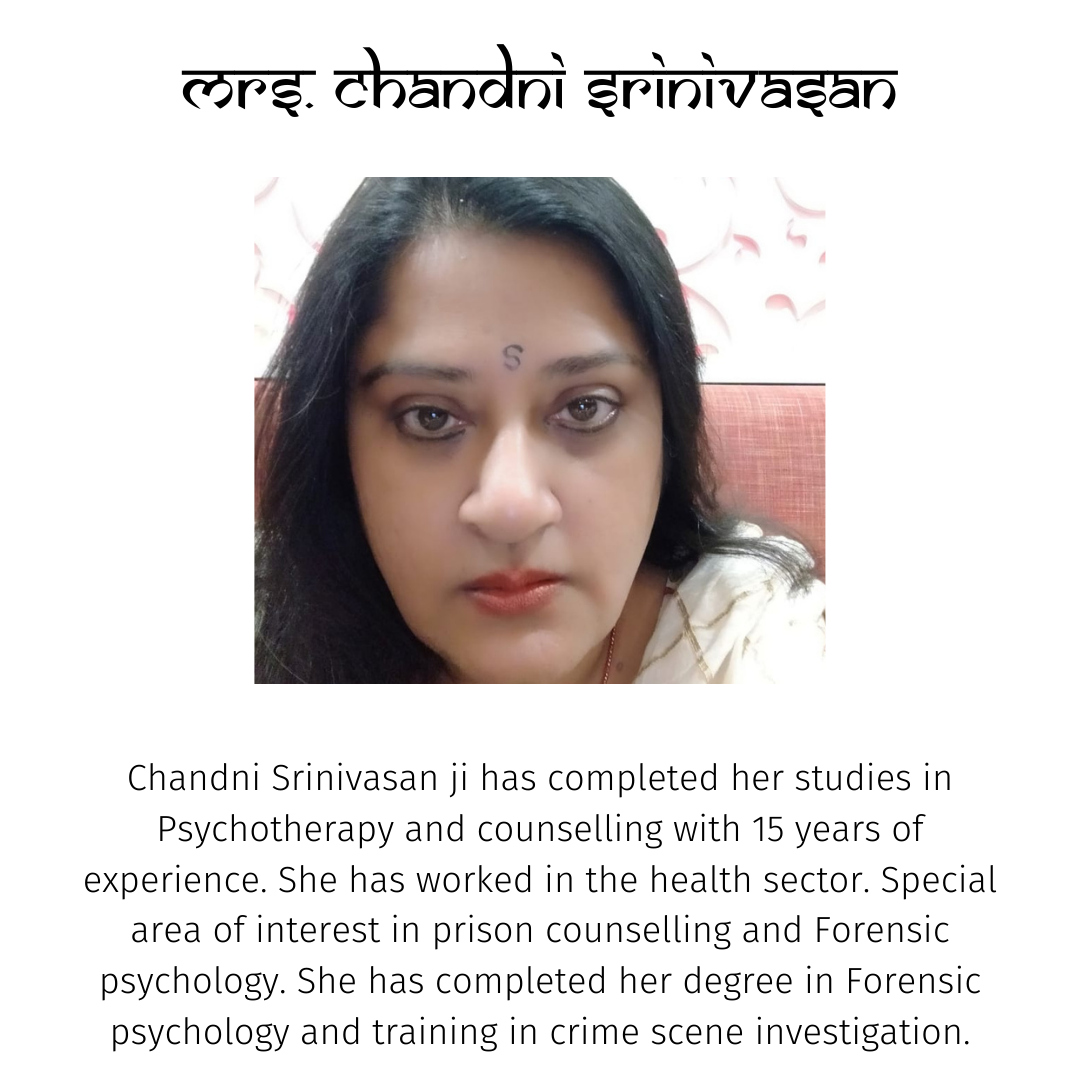 mrs. chandni srinivasan
S
Chandni Srinivasan ji has completed her studies in
Psychotherapy and counselling with 15 years of
experience. She has worked in the health sector. Special
area of interest in prison counselling and Forensic
psychology. She has completed her degree in Forensic
psychology and training in crime scene investigation.